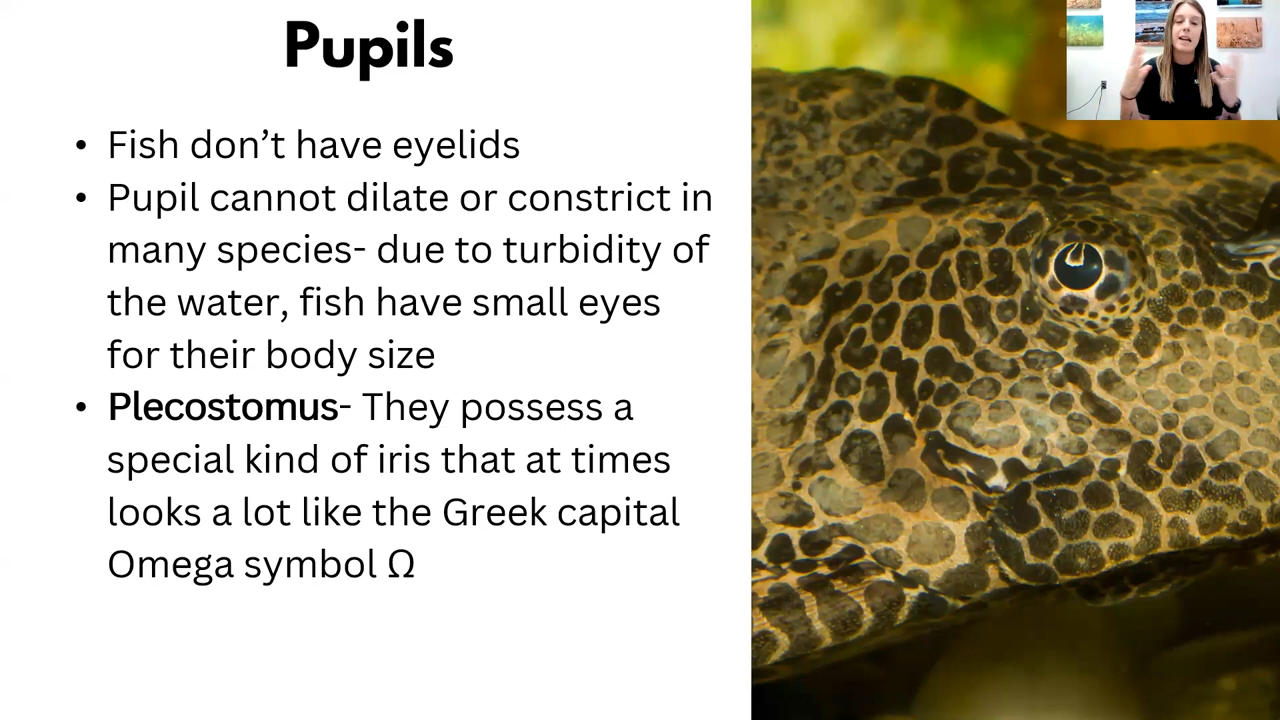 Pupils
• Fish don’t have eyelids
• Pupil cannot dilate or constrict in
many species- due to turbidity of
the water, fish have small eyes
for their body size
• Plecostomus- They possess a
special kind of iris that at times
looks a lot like the Greek capital
Omega symbol Ω